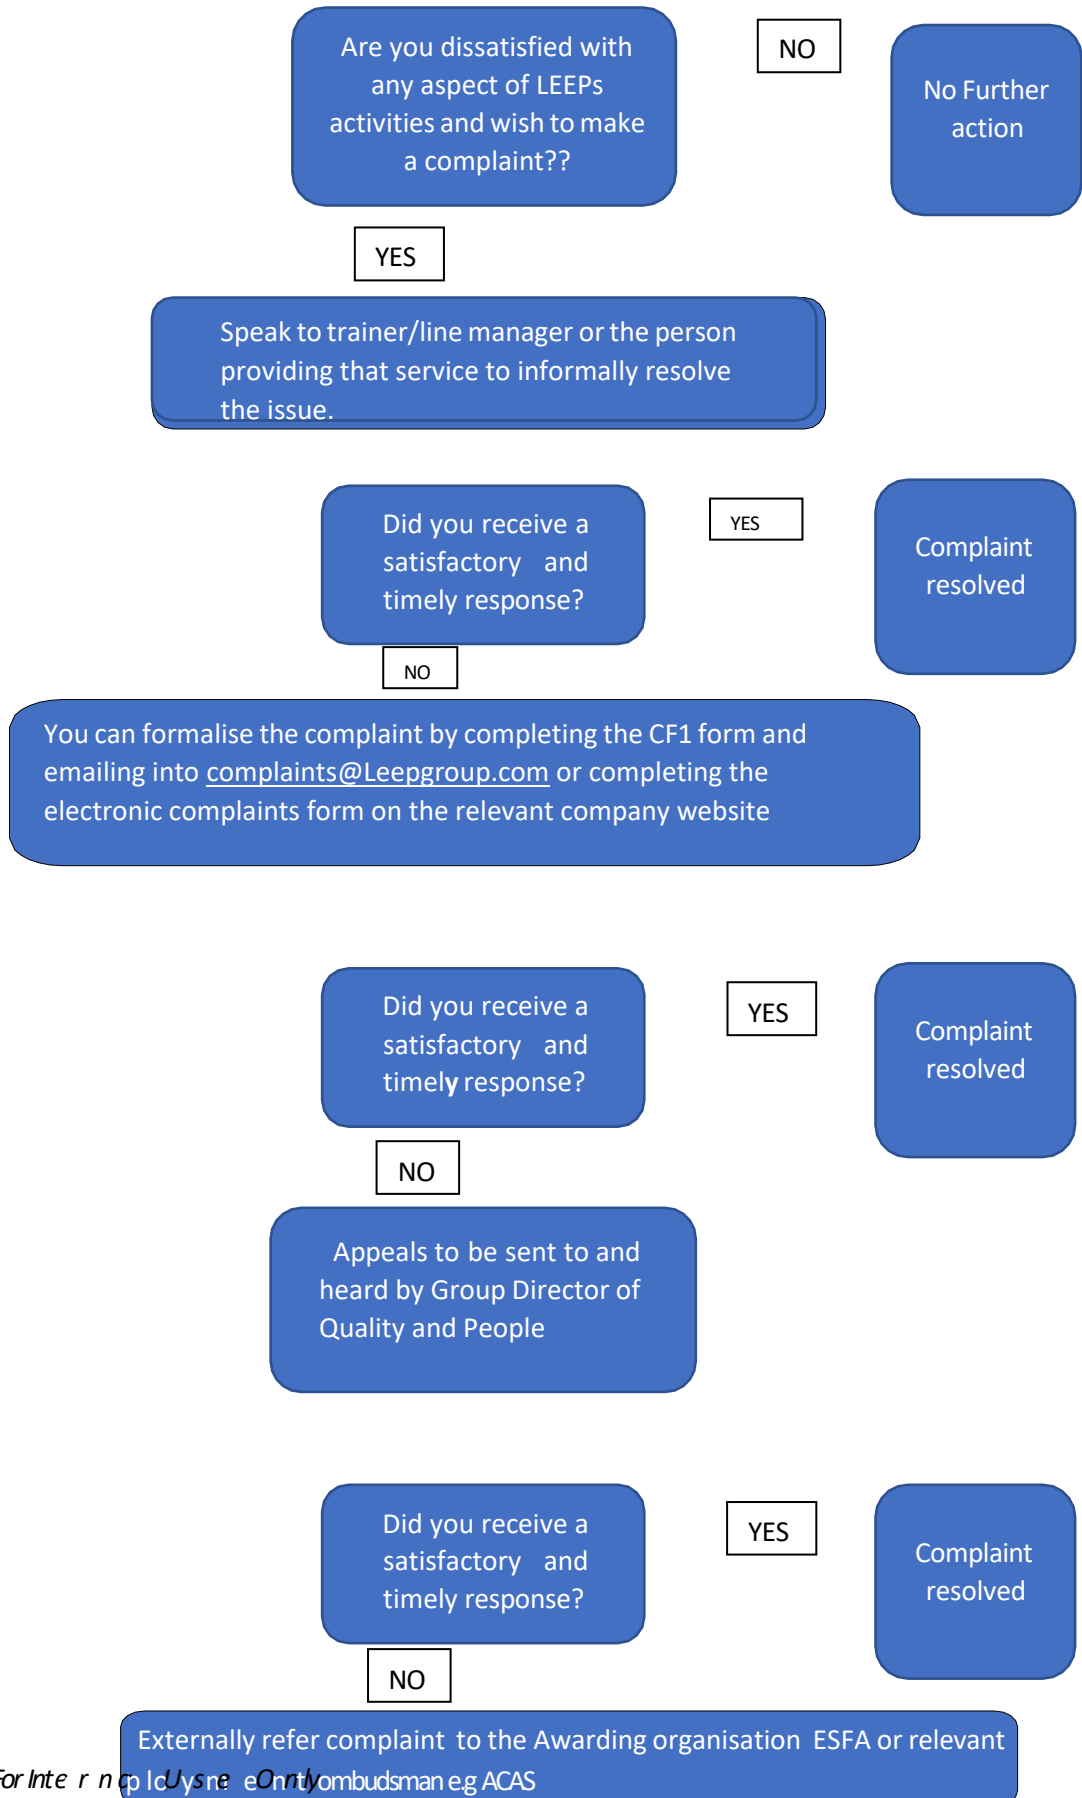 Are you dissatisfied with
any aspect of LEEPs
activities and wish to make
a complaint??
NO
No Further
action
YES
Speak to trainer/line manager or the person
providing that service to informally resolve
the issue.
Did you receive a
satisfactory and
timely response?
YES
Complaint
resolved
NO
You can formalise the complaint by completing the CF1 form and
emailing into complaints@Leepgroup.com or completing the
electronic complaints form on the relevant company website
Did you receive a
satisfactory and
timely response?
YES
Complaint
resolved
NO
Appeals to be sent to and
heard by Group Director of
Quality and People
Did you receive a
satisfactory and
timely response?
YES
Complaint
resolved
NO
Externally refer complaint to the Awarding organisation ESFA or relevant
ombudsman e.g ACAS